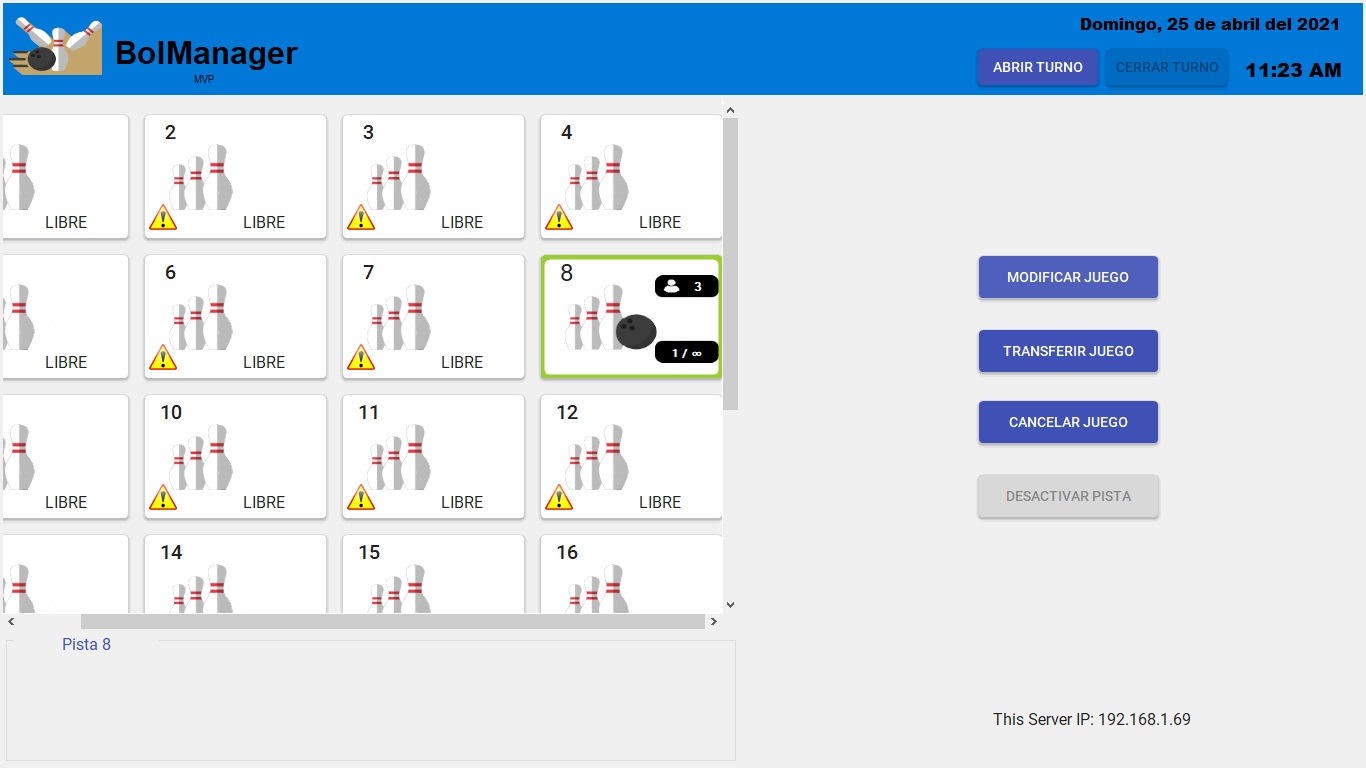 Domingo, 25 de abril del 2021
BolManager
MVP
ABRIR TURNO
CERRAR TURNO
11:23 AM
2
3
4
LIBRE
LIBRE
LIBRE
LIBRE
6
7
8
3
1 / ∞
LIBRE
LIBRE
LIBRE
10
11
12
LIBRE
LIBRE
LIBRE
LIBRE
14
15
16
MODIFICAR JUEGO
TRANSFERIR JUEGO
CANCELAR JUEGO
DESACTIVAR PISTA
Pista 8
This Server IP: 192.168.1.69